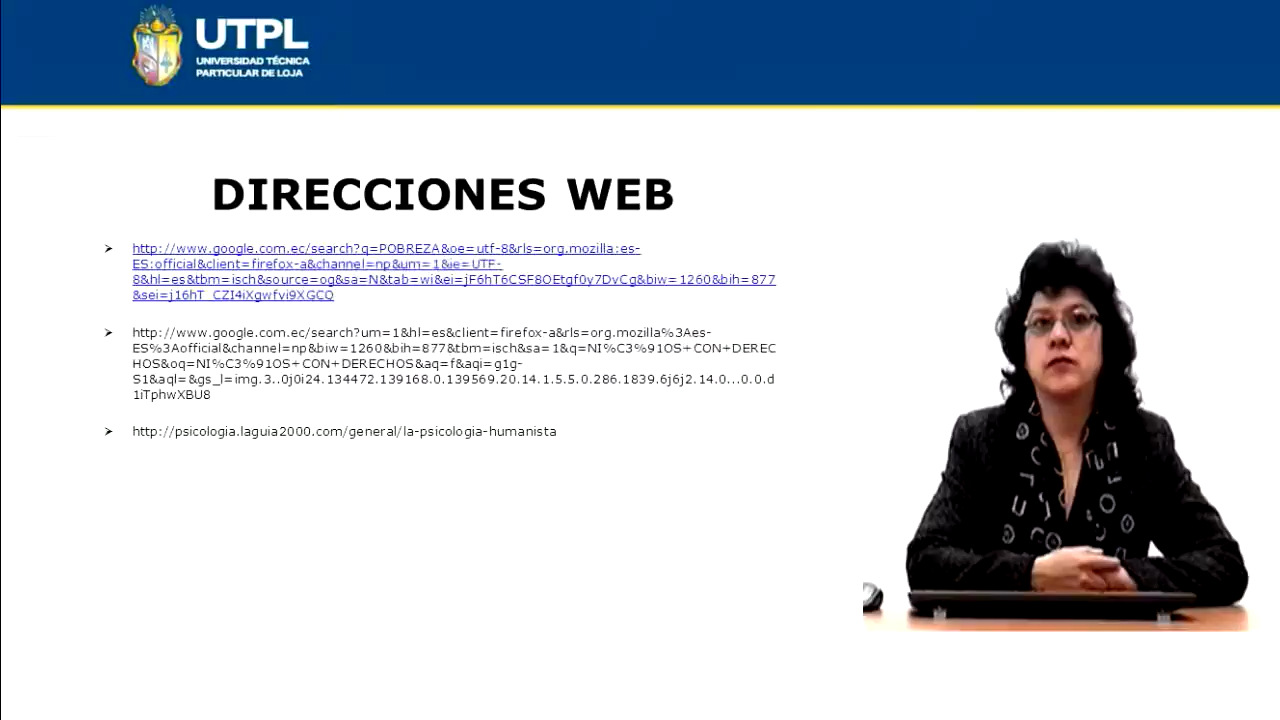 UTPL
UNIVERSIDAD TÉCNICA
PARTICULAR DE LOJA
DIRECCIONES WEB
http://www.google.com.ec/search?q=POBREZA&oe=utf-8&rls=org.mozilla:es-
ES:official&client=firefox-a&channel=np&um=1&ie=UTF-
8&hl=es&tbm=isch&source=og&sa=N&tab=wi&ei=jF6hT6CSF8OEtgf0y7DvCg&biw=1260&bih=877
&sei=j16hT_CZI4iXgwfvi9XGCQ
http://www.google.com.ec/search?um=1&hl=es&client=firefox-a&rls=org.mozilla%3Aes-
ES%3Aofficial&channel=np&biw=1260&bih=877&tbm=isch&sa=1&q=NI%C3%91OS+CON+DEREC
HOS&oq=NI%C3%91OS+CON+DERECHOS&aq=f&aqi=g1g-
S1&aql=&gs_l=img.3..0j0i24.134472.139168.0.139569.20.14.1.5.5.0.286.1839.6j6j2.14.0...0.0.d
1iTphwXBU8
http://psicologia.laguia2000.com/general/la-psicologia-humanista